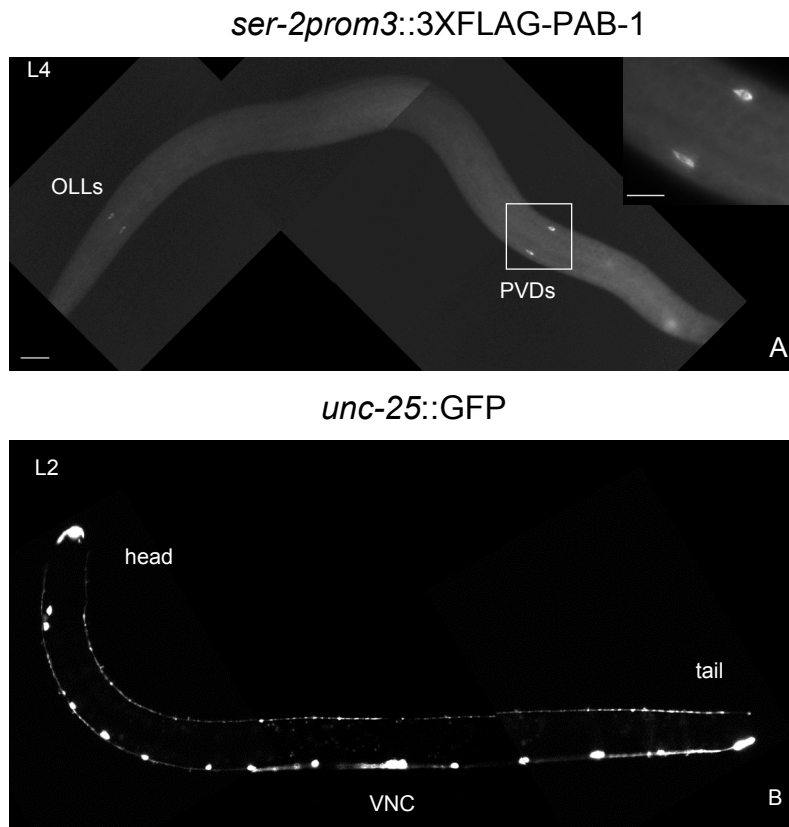 ser-2prom3::3XFLAG-PAB-1
L4
OLLs
PVDs
A
unc-25::GFP
L2
head
tail
VNC
B